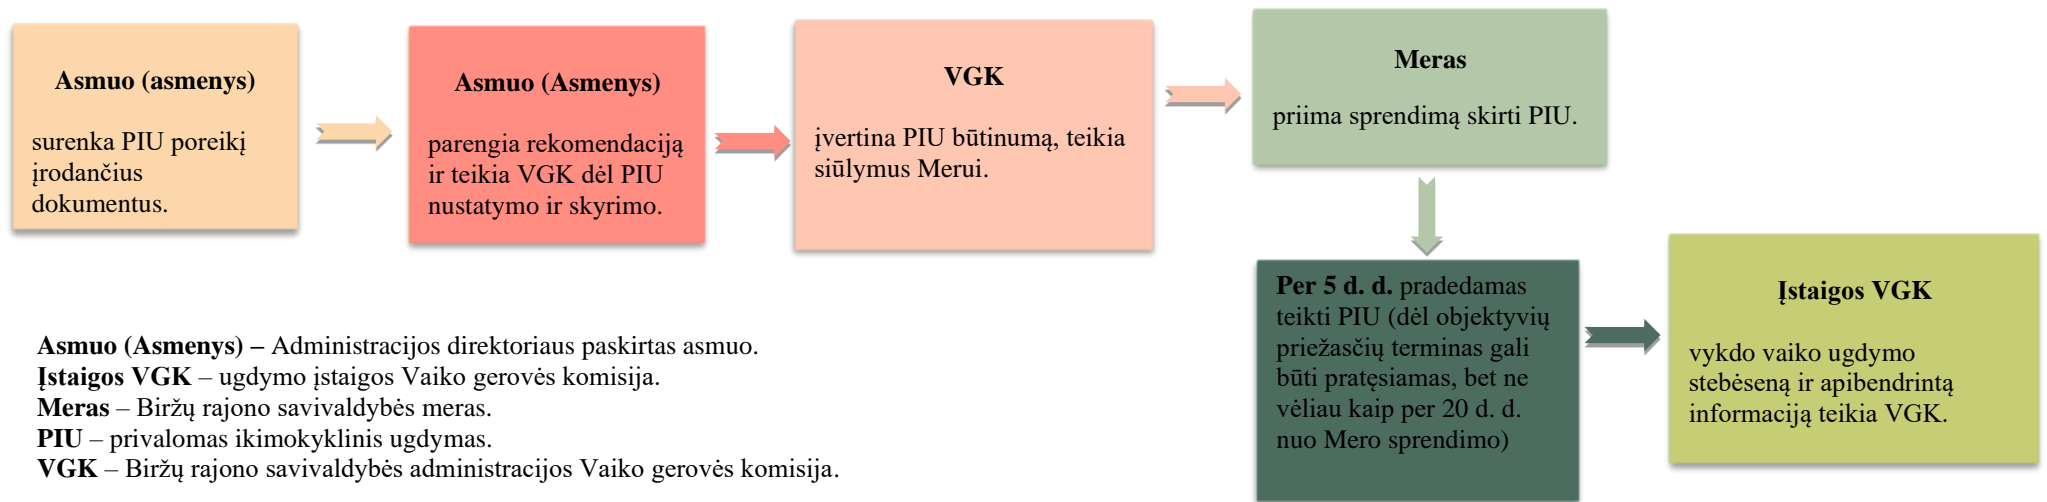 Asmuo (asmenys)
surenka PIU poreikį
įrodančius
dokumentus.
Asmuo (Asmenys)
parengia rekomendaciją
ir teikia VGK dėl PIU
nustatymo ir skyrimo.
VGK
įvertina PIU būtinumą, teikia
siūlymus Merui.
Meras
priima sprendimą skirti PIU.
Per 5 d. d. pradedamas
teikti PIU (dėl objektyvių
priežasčių terminas gali
būti pratęsiamas, bet ne
vėliau kaip per 20 d. d.
nuo Mero sprendimo)
Įstaigos VGK
vykdo vaiko ugdymo
stebėseną ir apibendrintą
informaciją teikia VGK.
Asmuo (Asmenys) – Administracijos direktoriaus paskirtas asmuo.
Įstaigos VGK – ugdymo įstaigos Vaiko gerovės komisija.
Meras – Biržų rajono savivaldybės meras.
PIU – privalomas ikimokyklinis ugdymas.
VGK – Biržų rajono savivaldybės administracijos Vaiko gerovės komisija.